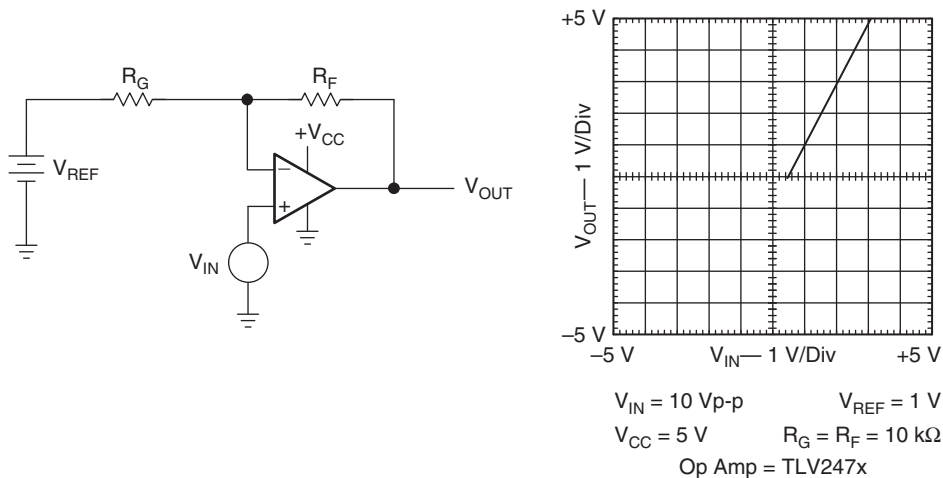 R_G
R_F
+V_CC
V_REF
−
+
V_OUT
V_IN
+5 V
V_OUT— 1 V/Div
–5 V
–5 V
V_IN— 1 V/Div
+5 V
V_IN = 10 Vp-p
V_REF = 1 V
V_CC = 5 V
R_G = R_F = 10 kΩ
Op Amp = TLV247x